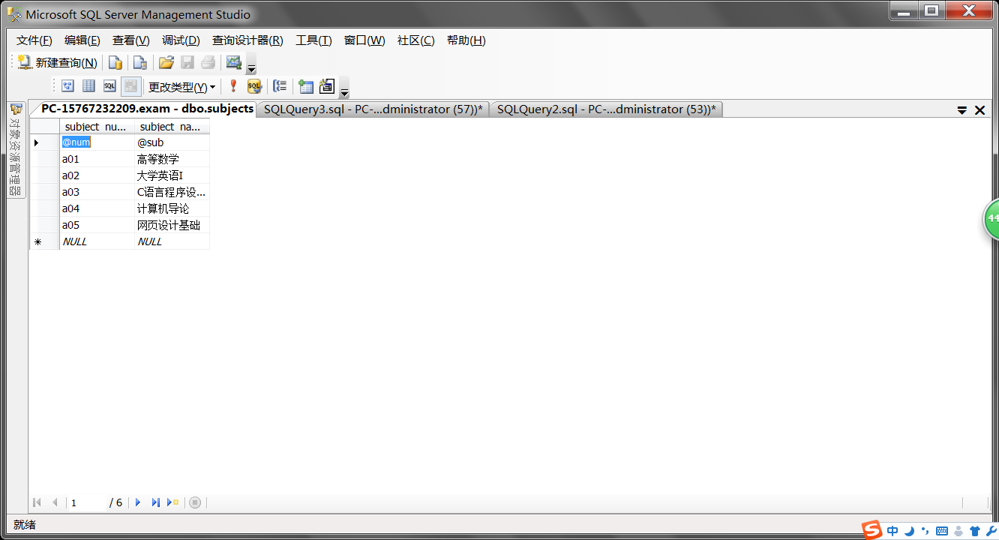 Microsoft SQL Server Management Studio
文件(F) 编辑(E) 查看(V) 调试(D) 查询设计器(R) 工具(T) 窗口(W) 社区(C) 帮助(H)
新建查询(N)
SQL 更改类型(Y) SQL
PC-15767232209.exam - dbo.subjects SQLQuery3.sql - PC-...dministrator (57))* SQLQuery2.sql - PC-...dministrator (53))*
对象资源管理器
subject_nu... subject_na...
@num @sub
a01 高等数学
a02 大学英语I
a03 C语言程序设...
a04 计算机导论
a05 网页设计基础
NULL NULL
44
1 / 6
就绪
S 中